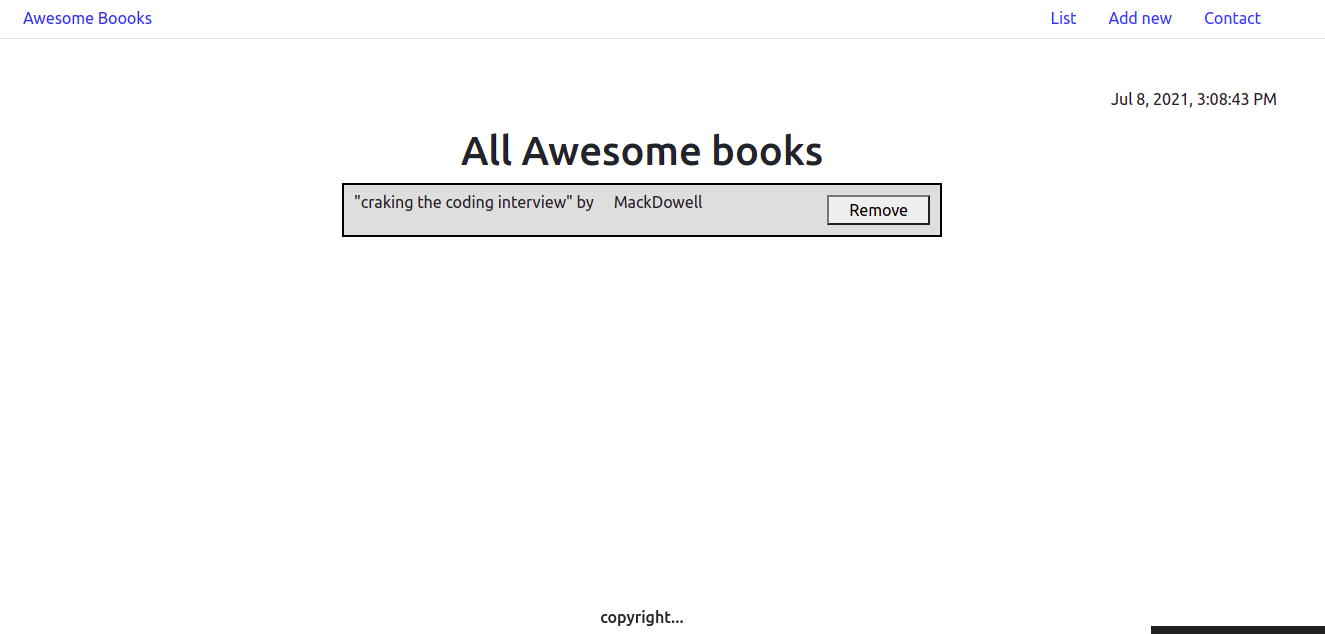 Awesome Boooks List Add new Contact
Jul 8, 2021, 3:08:43 PM
All Awesome books
"craking the coding interview" by MackDowell Remove
copyright...